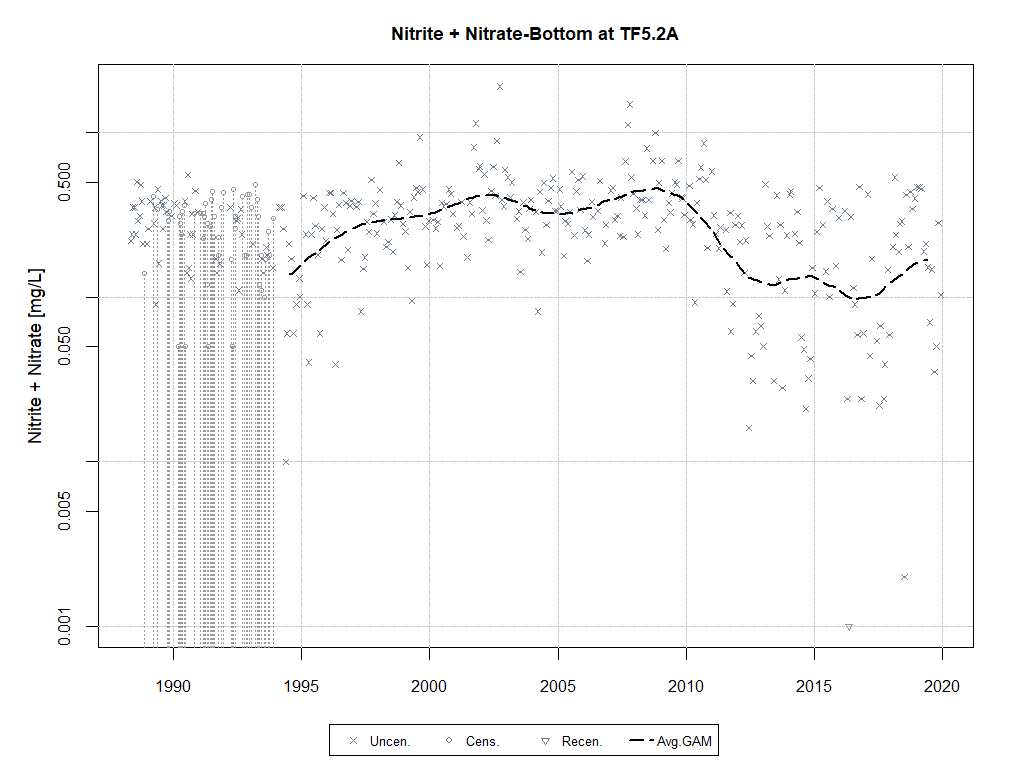 Nitrite + Nitrate-Bottom at TF5.2A
Nitrite + Nitrate [mg/L]
0.500
0.050
0.005
0.001
1990 1995 2000 2005 2010 2015 2020
Uncen. Cens. Recen. Avg.GAM